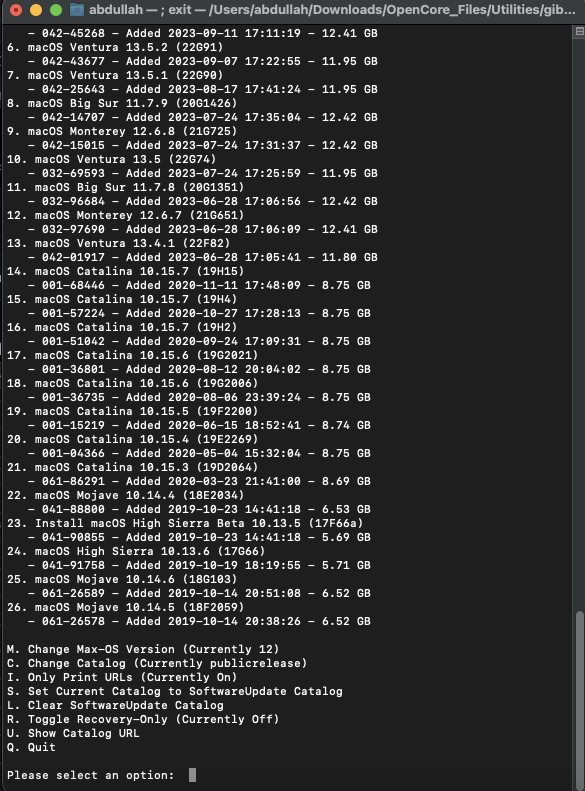 abdullah — ; exit — /Users/abdullah/Downloads/OpenCore_Files/Utilities/gib...
- 042-45268 - Added 2023-09-11 17:11:19 - 12.41 GB
6. macOS Ventura 13.5.2 (22G91)
- 042-43677 - Added 2023-09-07 17:22:55 - 11.95 GB
7. macOS Ventura 13.5.1 (22G90)
- 042-25643 - Added 2023-08-17 17:41:24 - 11.95 GB
8. macOS Big Sur 11.7.9 (20G1426)
- 042-14707 - Added 2023-07-24 17:35:04 - 12.42 GB
9. macOS Monterey 12.6.8 (21G725)
- 042-15015 - Added 2023-07-24 17:31:37 - 12.42 GB
10. macOS Ventura 13.5 (22G74)
- 032-69593 - Added 2023-07-24 17:25:59 - 11.95 GB
11. macOS Big Sur 11.7.8 (20G1351)
- 032-96684 - Added 2023-06-28 17:06:56 - 12.42 GB
12. macOS Monterey 12.6.7 (21G651)
- 032-97690 - Added 2023-06-28 17:06:09 - 12.41 GB
13. macOS Ventura 13.4.1 (22F82)
- 042-01917 - Added 2023-06-28 17:05:41 - 11.80 GB
14. macOS Catalina 10.15.7 (19H15)
- 001-68446 - Added 2020-11-11 17:48:09 - 8.75 GB
15. macOS Catalina 10.15.7 (19H4)
- 001-57224 - Added 2020-10-27 17:28:13 - 8.75 GB
16. macOS Catalina 10.15.7 (19H2)
- 001-51042 - Added 2020-09-24 17:09:31 - 8.75 GB
17. macOS Catalina 10.15.6 (19G2021)
- 001-36801 - Added 2020-08-12 20:04:02 - 8.75 GB
18. macOS Catalina 10.15.6 (19G2006)
- 001-36735 - Added 2020-08-06 23:39:24 - 8.75 GB
19. macOS Catalina 10.15.5 (19F2200)
- 001-15219 - Added 2020-06-15 18:52:41 - 8.74 GB
20. macOS Catalina 10.15.4 (19E2269)
- 001-04366 - Added 2020-05-04 15:32:04 - 8.75 GB
21. macOS Catalina 10.15.3 (19D2064)
- 061-86291 - Added 2020-03-23 21:41:00 - 8.69 GB
22. macOS Mojave 10.14.4 (18E2034)
- 041-88800 - Added 2019-10-23 14:41:18 - 6.53 GB
23. Install macOS High Sierra Beta 10.13.5 (17F66a)
- 041-90855 - Added 2019-10-23 14:41:18 - 5.69 GB
24. macOS High Sierra 10.13.6 (17G66)
- 041-91758 - Added 2019-10-19 18:19:55 - 5.71 GB
25. macOS Mojave 10.14.6 (18G103)
- 061-26589 - Added 2019-10-14 20:51:08 - 6.52 GB
26. macOS Mojave 10.14.5 (18F2059)
- 061-26578 - Added 2019-10-14 20:38:26 - 6.52 GB
M. Change Max-OS Version (Currently 12)
C. Change Catalog (Currently publicrelease)
I. Only Print URLs (Currently On)
S. Set Current Catalog to SoftwareUpdate Catalog
L. Clear SoftwareUpdate Catalog
R. Toggle Recovery-Only (Currently Off)
U. Show Catalog URL
Q. Quit
Please select an option: